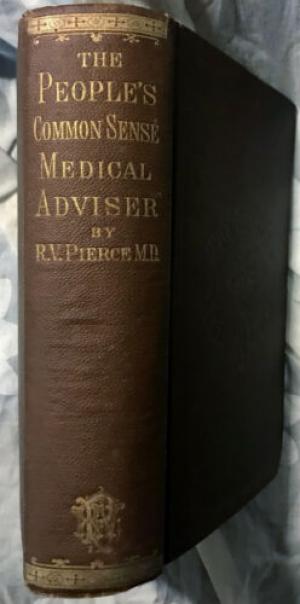 THE
PEOPLE'S
COMMON SENSE
MEDICAL
ADVISER
BY
R.V. PIERCE M.D.